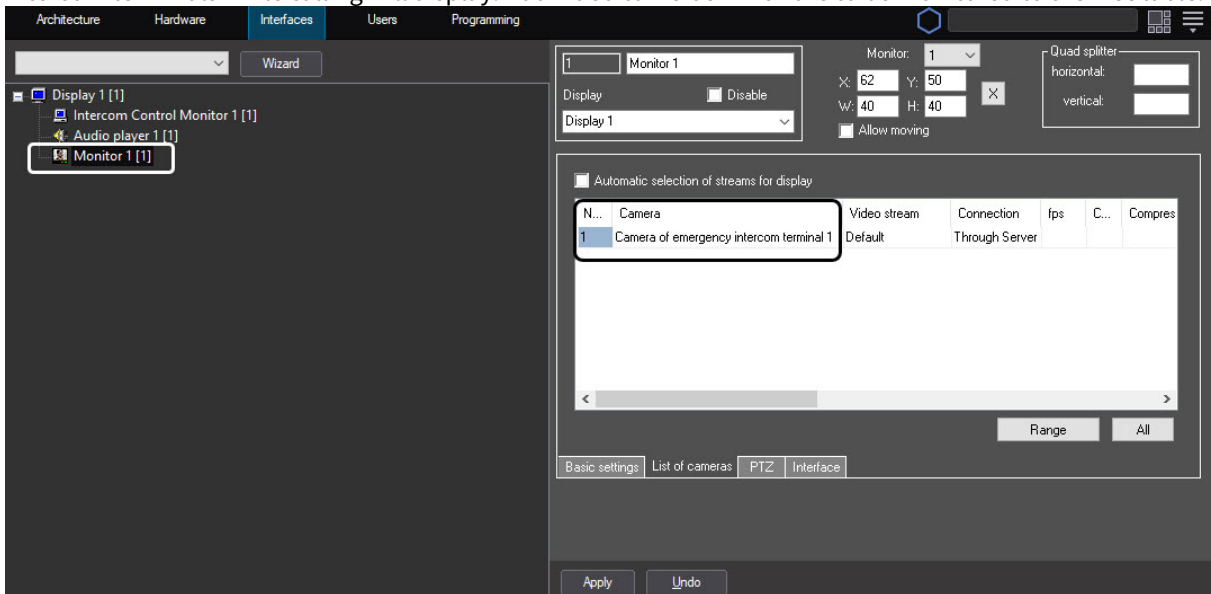 Architecture Hardware Interfaces Users Programming
Wizard
Display 1 [1]
Intercom Control Monitor 1 [1]
Audio player 1 [1]
Monitor 1 [1]
1 Monitor 1
Display Disable
Display 1
Monitor: 1
X: 62 Y: 50
W: 40 H: 40
X
Allow moving
Quad splitter
horizontal:
vertical:
Automatic selection of streams for display
N... Camera Video stream Connection fps C... Compres
1 Camera of emergency intercom terminal 1 Default Through Server
Range All
Basic settings List of cameras PTZ Interface
Apply Undo